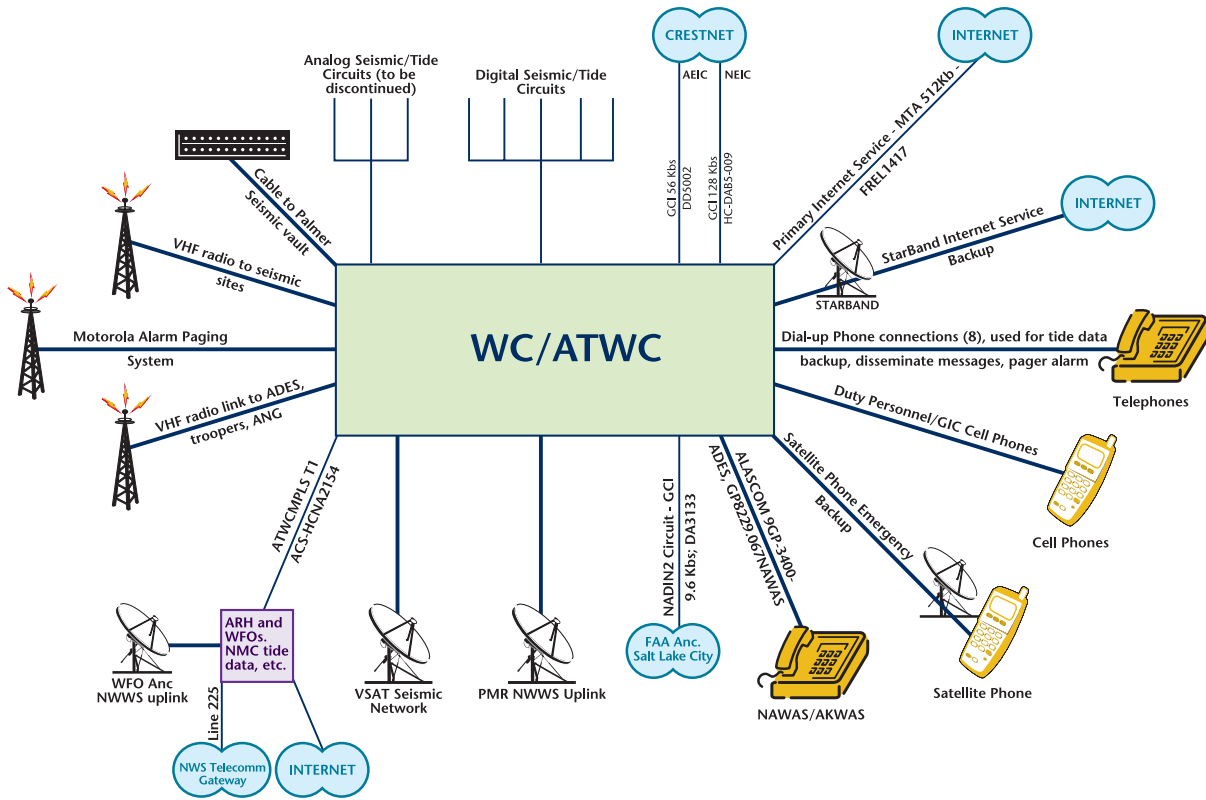 CRESTNET
INTERNET
Analog Seismic/Tide
Circuits (to be
discontinued)
Digital Seismic/Tide
Circuits
AEIC
NEIC
GCI 56 Kbs
DD5002
GCI 128 Kbs
HC-DAB5-009
Primary Internet Service - MTA 512Kb -
FREL1417
Cable to Palmer
Seismic vault
INTERNET
StarBand Internet Service
Backup
STARBAND
VHF radio to seismic
sites
WC/ATWC
Motorola Alarm Paging
System
Dial-up Phone connections (8), used for tide data
backup, disseminate messages, pager alarm
Telephones
VHF radio link to ADES,
troopers, ANG
Duty Personnel/GIC Cell Phones
Cell Phones
ATWCMPLS T1
ACS-HCNA2154
NADIN2 Circuit - GCI
9.6 Kbs; DA3133
ALASCOM 9GP-3400-
ADES, GP8229.067NAWAS
Satellite Phone Emergency
Backup
ARH and
WFOs.
NMC tide
data, etc.
FAA Anc.
Salt Lake City
WFO Anc
NWWS uplink
VSAT Seismic
Network
PMR NWWS Uplink
NAWAS/AKWAS
Satellite Phone
Line 225
NWS Telecomm
Gateway
INTERNET